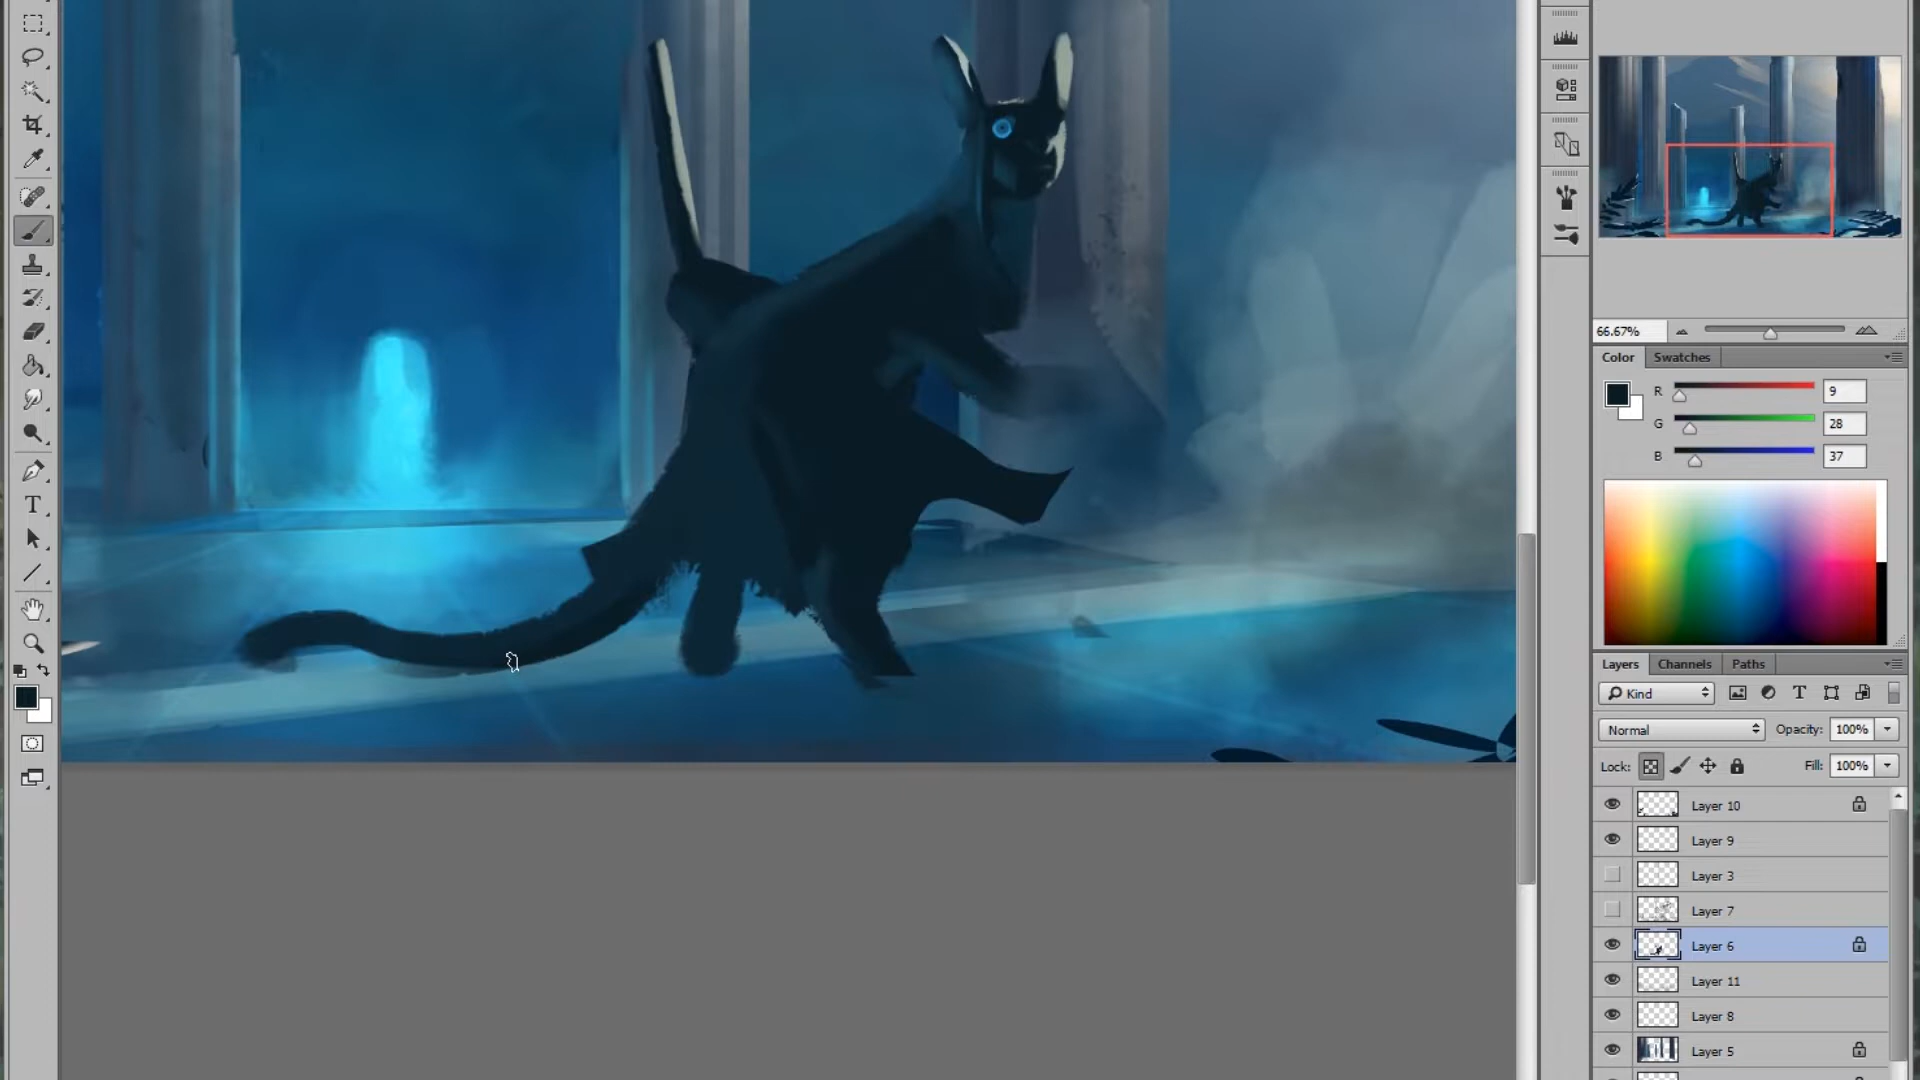 66.67%
Color Swatches
R 9
G 28
B 37
T
Layers Channels Paths
Kind T
Normal Opacity: 100%
Lock: Fill: 100%
Layer 10
Layer 9
Layer 3
Layer 7
Layer 6
Layer 11
Layer 8
Layer 5